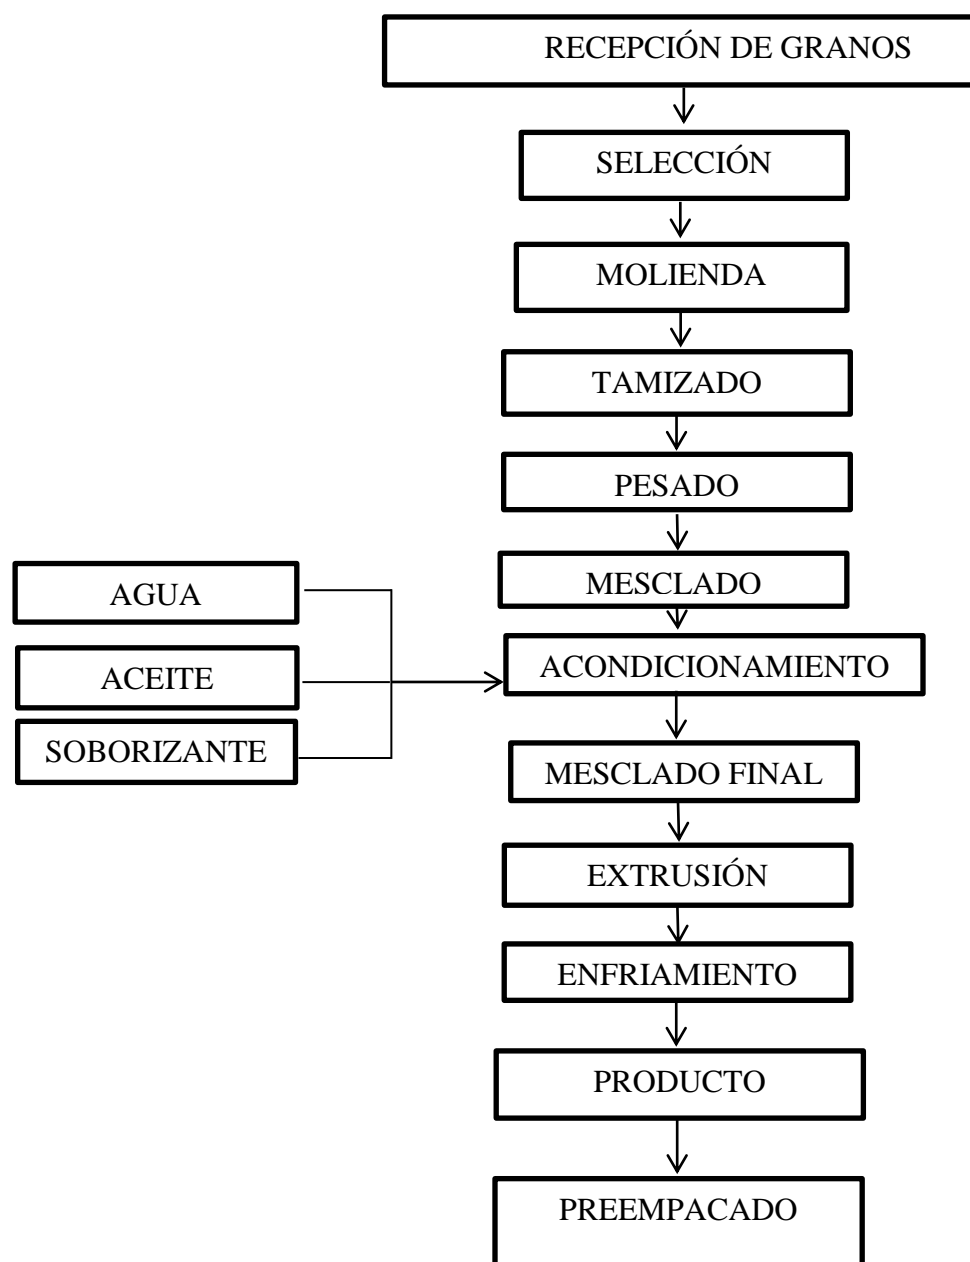 RECEPCIÓN DE GRANOS
SELECCIÓN
MOLIENDA
TAMIZADO
PESADO
MESCLADO
AGUA
ACEITE
SOBORIZANTE
ACONDICIONAMIENTO
MESCLADO FINAL
EXTRUSIÓN
ENFRIAMIENTO
PRODUCTO
PREEMPACADO